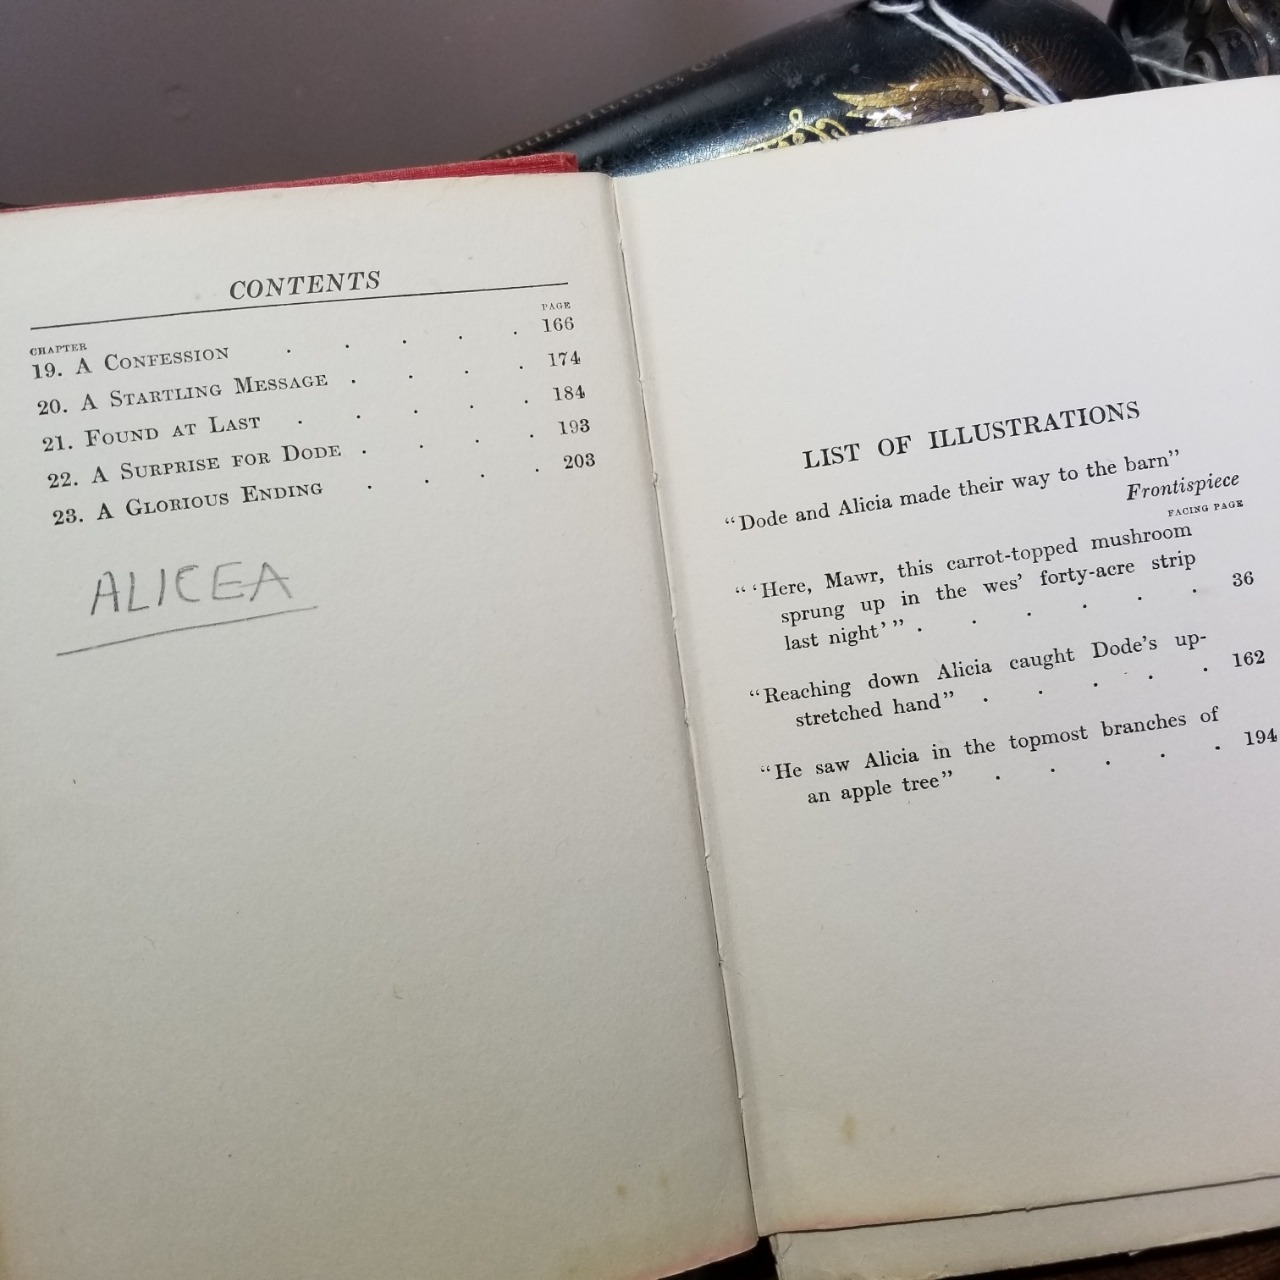 CONTENTS
CHAPTER PAGE
19. A Confession . . . . . 166
20. A Startling Message . . . . 174
21. Found at Last . . . . . 184
22. A Surprise for Dode . . . . 193
23. A Glorious Ending . . . . 203
ALICEA
LIST OF ILLUSTRATIONS
“Dode and Alicia made their way to the barn”
Frontispiece
FACING PAGE
“‘Here, Mawr, this carrot-topped mushroom
sprung up in the wes’ forty-acre strip
last night’” . . . . . . 36
“Reaching down Alicia caught Dode’s up-
stretched hand” . . . . . 162
“He saw Alicia in the topmost branches of
an apple tree” . . . . . 194